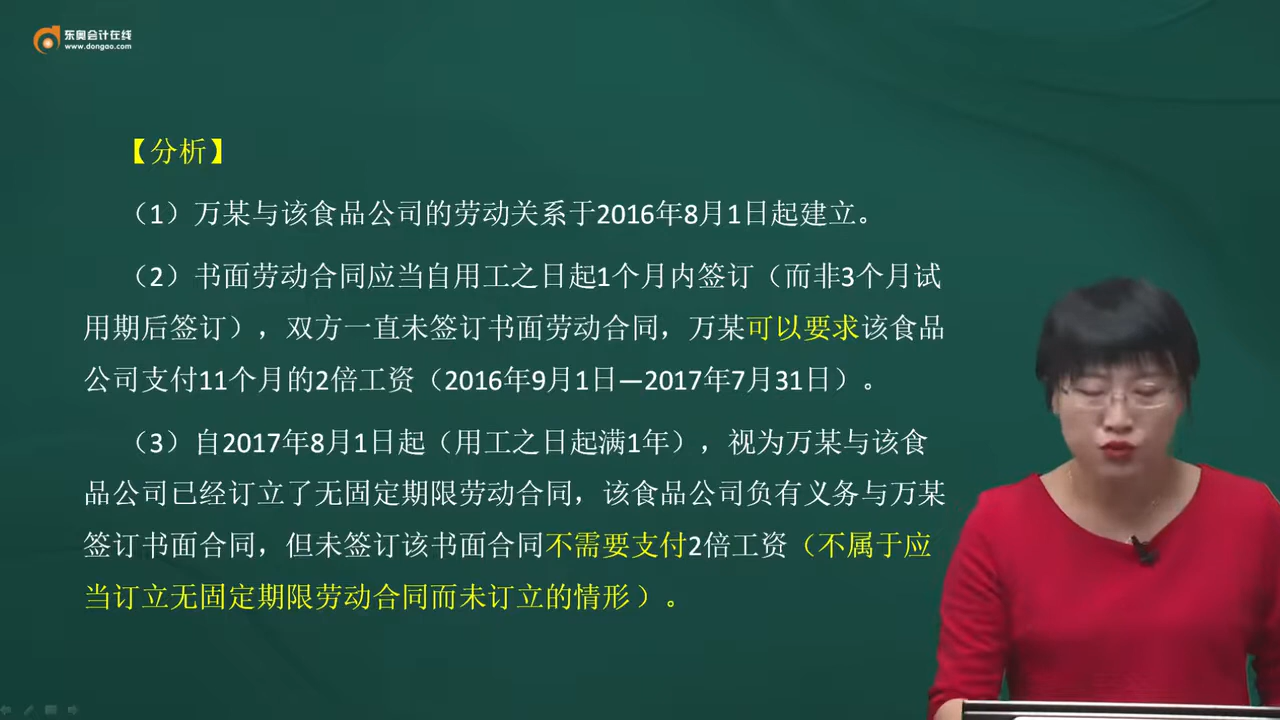 东奥会计在线
www.dongao.com
【分析】
（1）万某与该食品公司的劳动关系于2016年8月1日起建立。
（2）书面劳动合同应当自用工之日起1个月内签订（而非3个月试
用期后签订），双方一直未签订书面劳动合同，万某可以要求该食品
公司支付11个月的2倍工资（2016年9月1日—2017年7月31日）。
（3）自2017年8月1日起（用工之日起满1年），视为万某与该食
品公司已经订立了无固定期限劳动合同，该食品公司负有义务与万某
签订书面合同，但未签订该书面合同不需要支付2倍工资（不属于应
当订立无固定期限劳动合同而未订立的情形）。